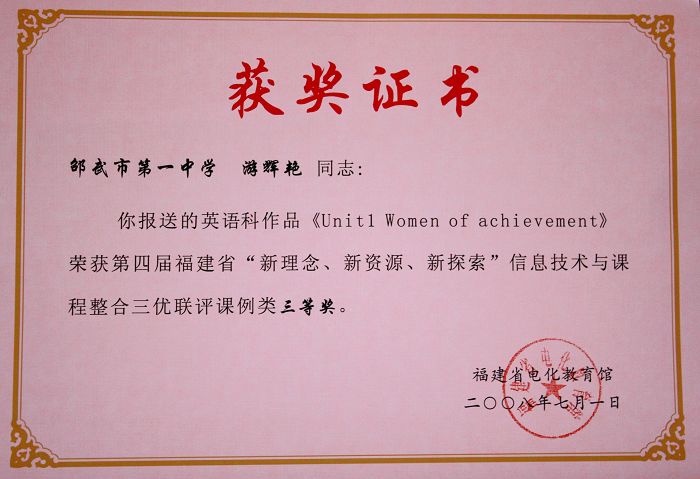 获奖证书
邵武市第一中学 游辉艳 同志:
你报送的英语科作品《Unit1 Women of achievement》
荣获第四届福建省“新理念、新资源、新探索”信息技术与课
程整合三优联评课例类三等奖。
福建省电化教育馆
二〇〇八年七月一日